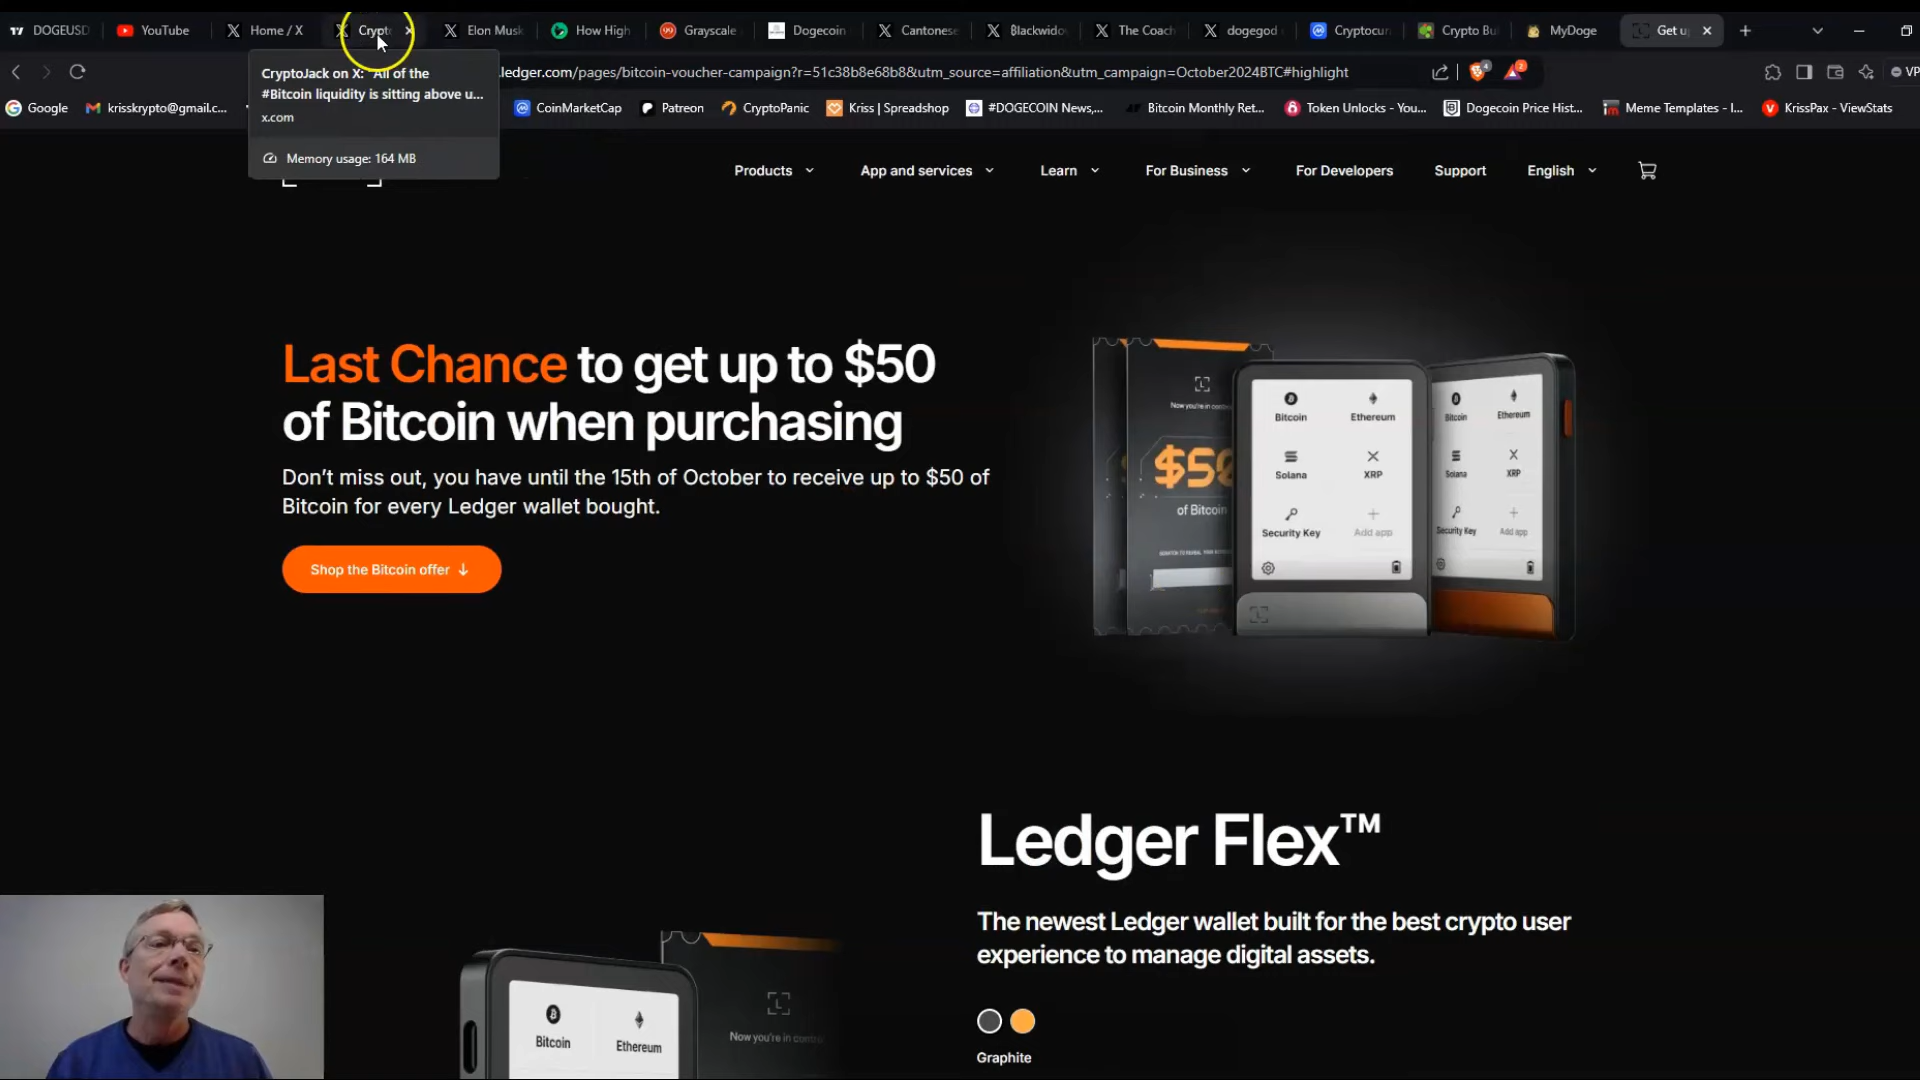 DOGEUSD
YouTube
Home / X
Crypt
Elon Musk
How High
Grayscale
Dogecoin
Cantones
Blackwido
The Coach
dogegod
Cryptocur
Crypto Bu
MyDoge
Get u
.ledger.com/pages/bitcoin-voucher-campaign?r=51c38b8e68b8&utm_source=affiliation&utm_campaign=October2024BTC#highlight
4
2
VP
CryptoJack on X: "All of the
#Bitcoin liquidity is sitting above u...
x.com
Memory usage: 164 MB
Google
krisskrypto@gmail.c...
CoinMarketCap
Patreon
CryptoPanic
Kriss | Spreadshop
#DOGECOIN News,...
Bitcoin Monthly Ret...
Token Unlocks - You...
Dogecoin Price Hist...
Meme Templates - I...
KrissPax - ViewStats
Products
App and services
Learn
For Business
For Developers
Support
English
Last Chance to get up to $50
of Bitcoin when purchasing
Don't miss out, you have until the 15th of October to receive up to $50 of
Bitcoin for every Ledger wallet bought.
Shop the Bitcoin offer ↓
Now you're in contro
$50
of Bitcoin
Bitcoin
Ethereum
Solana
XRP
Security Key
Add app
Bitcoin
Ethereum
Solana
XRP
Security Key
Add app
Ledger Flex™
The newest Ledger wallet built for the best crypto user
experience to manage digital assets.
Graphite
Bitcoin
Ethereum
Now you're in contro